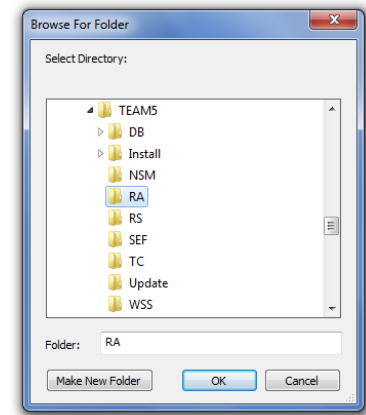 Browse For Folder
Select Directory:
TEAM5
DB
Install
NSM
RA
RS
SEF
TC
Update
WSS
Folder: RA
Make New Folder OK Cancel